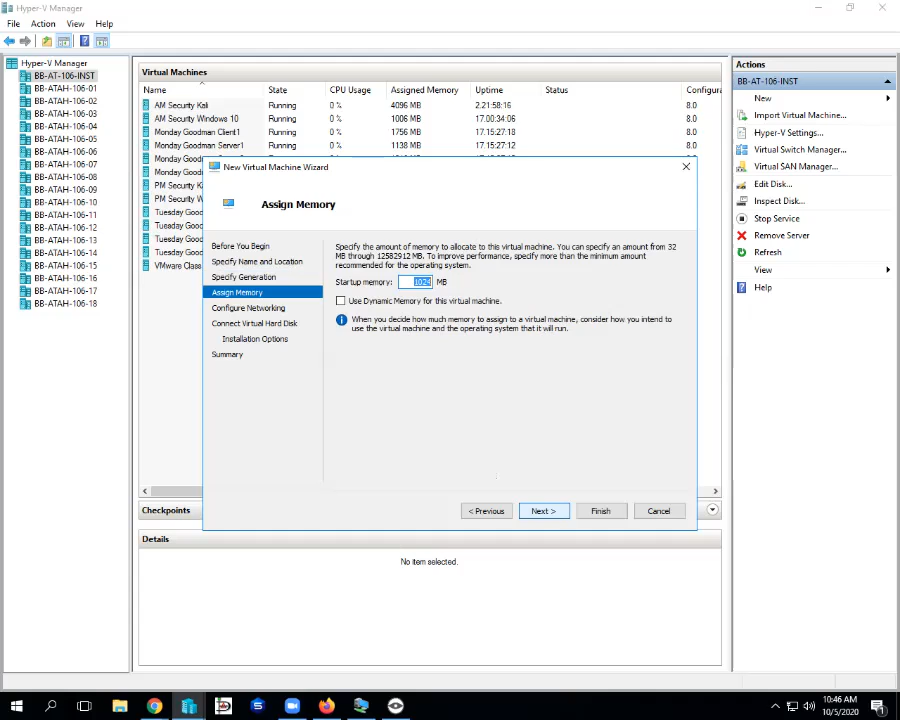 Hyper-V Manager
File Action View Help
Hyper-V Manager
BB-AT-106-INST
BB-ATAH-106-01
BB-ATAH-106-02
BB-ATAH-106-03
BB-ATAH-106-04
BB-ATAH-106-05
BB-ATAH-106-06
BB-ATAH-106-07
BB-ATAH-106-08
BB-ATAH-106-09
BB-ATAH-106-10
BB-ATAH-106-11
BB-ATAH-106-12
BB-ATAH-106-13
BB-ATAH-106-14
BB-ATAH-106-15
BB-ATAH-106-16
BB-ATAH-106-17
BB-ATAH-106-18
Virtual Machines
Name State CPU Usage Assigned Memory Uptime Status Configura
AM Security Kali Running 0 % 4096 MB 2.21:58:16 8.0
AM Security Windows 10 Running 0 % 1006 MB 17.00:34:06 8.0
Monday Goodman Client1 Running 0 % 1756 MB 17.15:27:18 8.0
Monday Goodman Server1 Running 0 % 1138 MB 17.15:27:12 8.0
Monday Good
Monday Good
PM Security K
PM Security W
Tuesday Good
Tuesday Good
Tuesday Good
Tuesday Good
VMware Class
New Virtual Machine Wizard
Assign Memory
Before You Begin
Specify Name and Location
Specify Generation
Assign Memory
Configure Networking
Connect Virtual Hard Disk
Installation Options
Summary
Specify the amount of memory to allocate to this virtual machine. You can specify an amount from 32
MB through 12582912 MB. To improve performance, specify more than the minimum amount
recommended for the operating system.
Startup memory: 1024 MB
Use Dynamic Memory for this virtual machine.
When you decide how much memory to assign to a virtual machine, consider how you intend to
use the virtual machine and the operating system that it will run.
< Previous Next > Finish Cancel
Checkpoints
Details
No item selected.
Actions
BB-AT-106-INST
New
Import Virtual Machine...
Hyper-V Settings...
Virtual Switch Manager...
Virtual SAN Manager...
Edit Disk...
Inspect Disk...
Stop Service
Remove Server
Refresh
View
Help
10:46 AM
10/5/2020